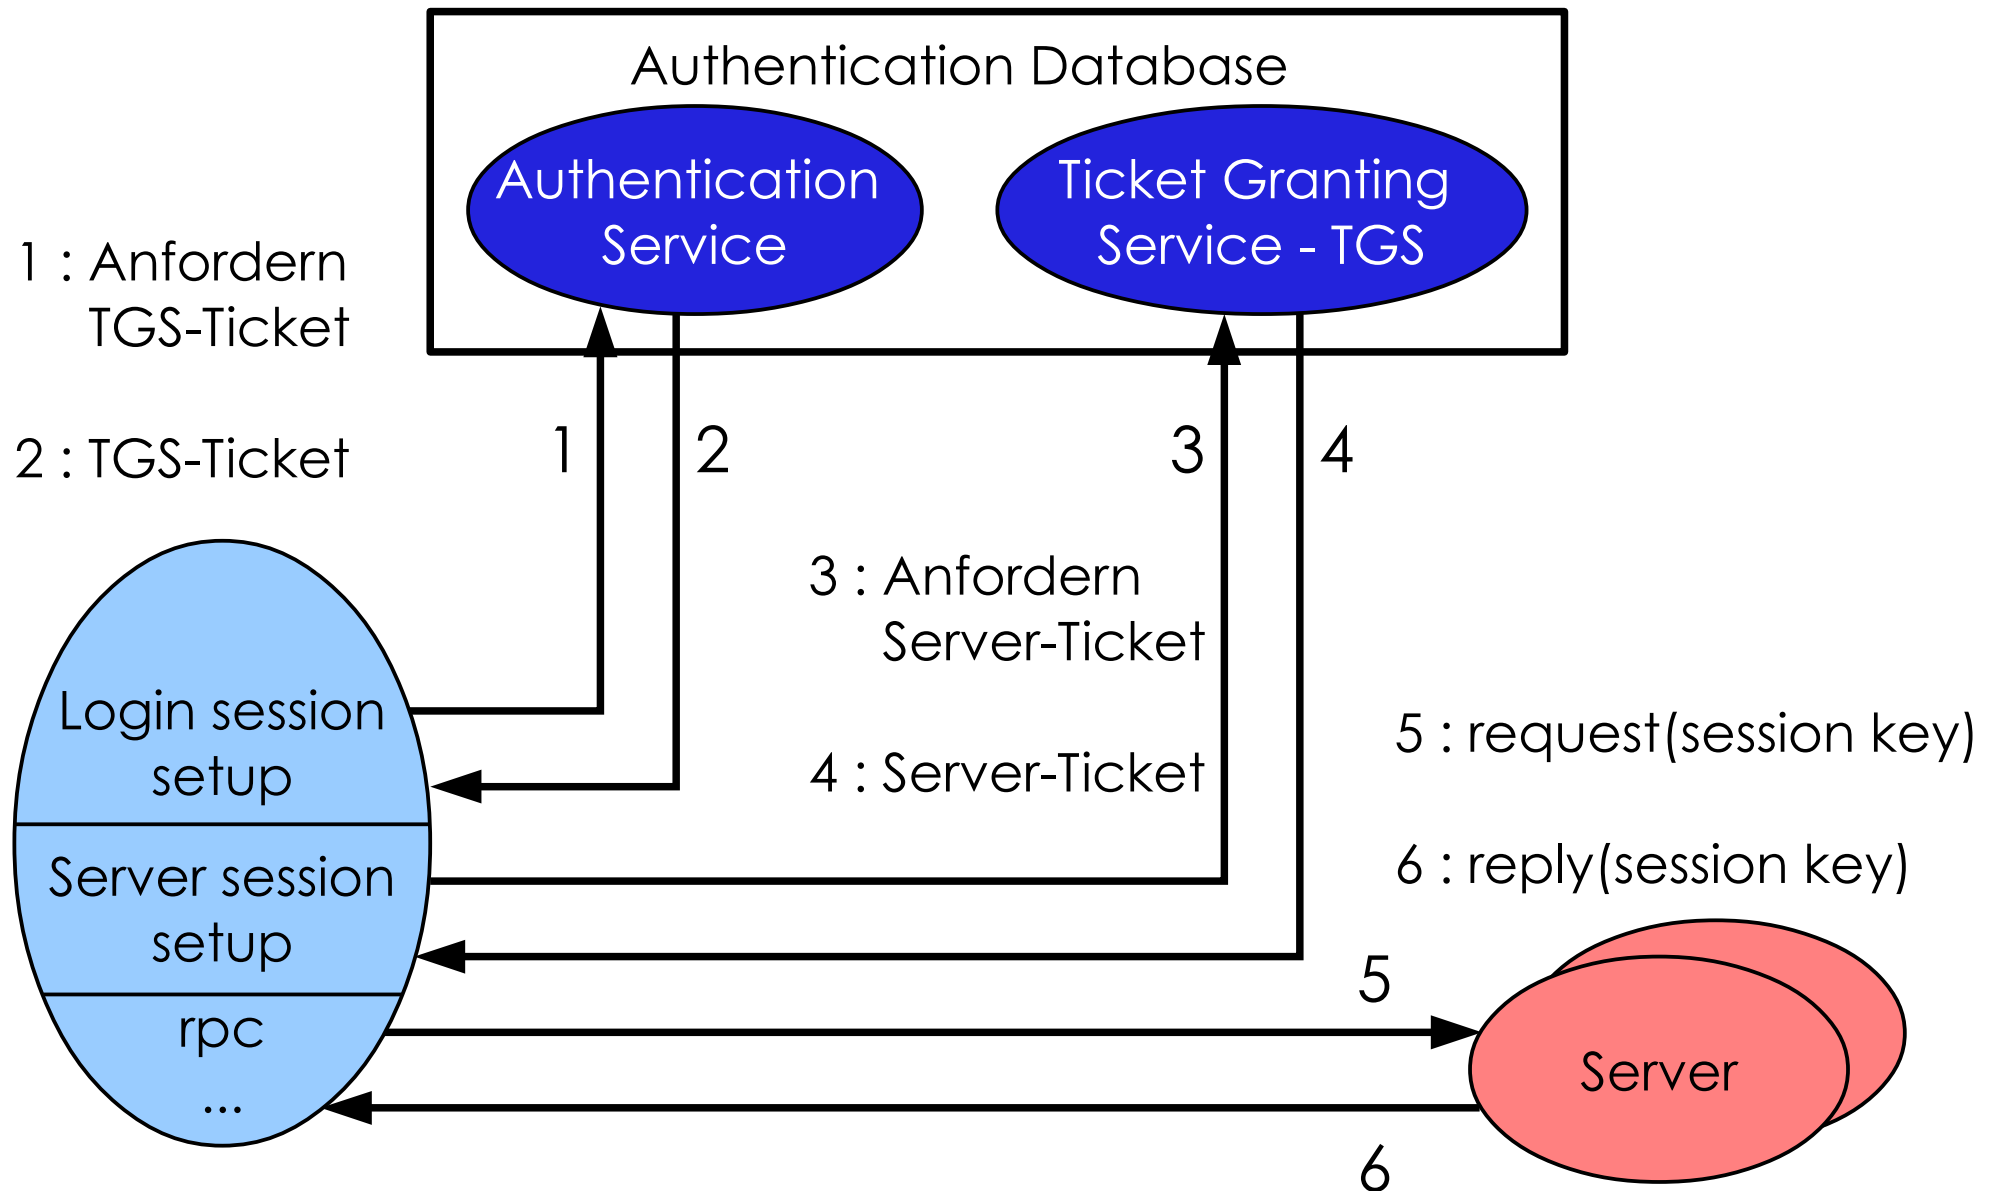 Authentication Database
Authentication
Service
Ticket Granting
Service - TGS
1 : Anfordern
TGS-Ticket
2 : TGS-Ticket
1
2
3
4
3 : Anfordern
Server-Ticket
4 : Server-Ticket
Login session
setup
Server session
setup
rpc
...
5 : request(session key)
6 : reply(session key)
5
Server
6